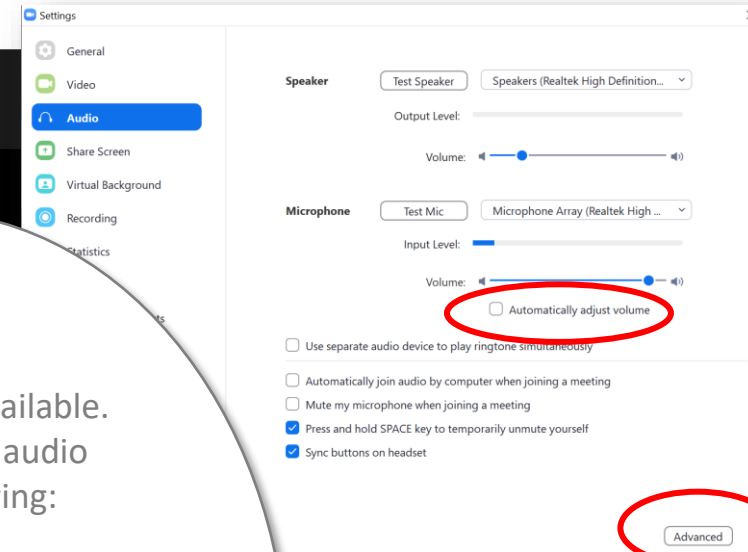 Settings
General
Video
Audio
Share Screen
Virtual Background
Recording
Statistics
Speaker
Test Speaker
Speakers (Realtek High Definition...
Output Level:
Volume:
Microphone
Test Mic
Microphone Array (Realtek High ...
Input Level:
Volume:
Automatically adjust volume
Use separate audio device to play ringtone simultaneously
Automatically join audio by computer when joining a meeting
Mute my microphone when joining a meeting
Press and hold SPACE key to temporarily unmute yourself
Sync buttons on headset
Advanced
audio